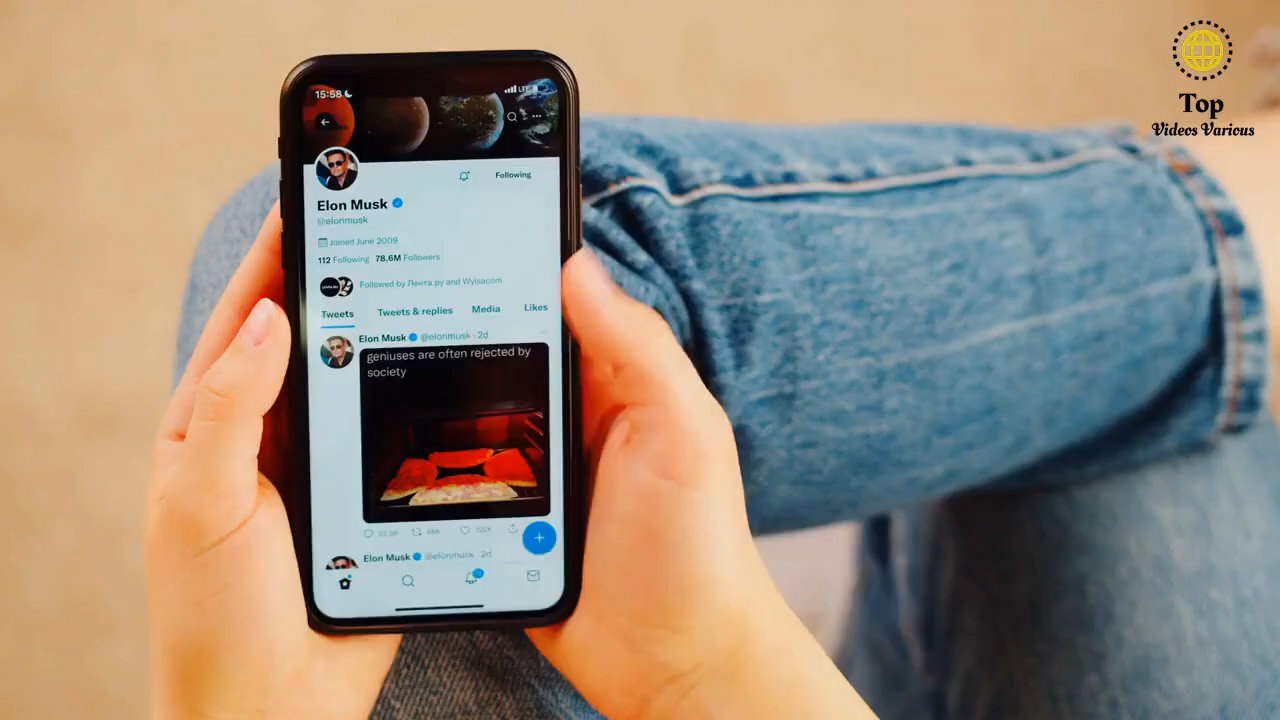 Top
Videos Various
15:58
LTE
Following
Elon Musk
@elonmusk
Joined June 2009
112 Following 78,6M Followers
Followed by Лента.ру and Wylsacom
Tweets Tweets & replies Media Likes
Elon Musk @elonmusk · 2d
geniuses are often rejected by
society
Elon Musk @elonmusk · 2d